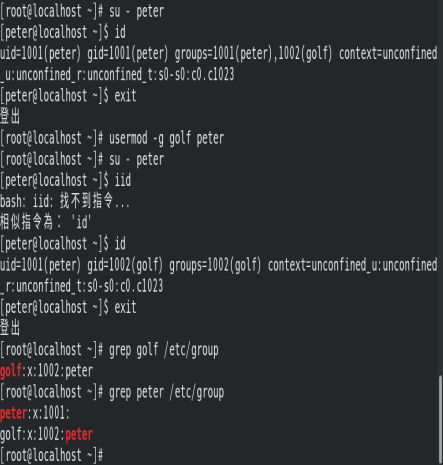 [root@localhost ~]# su - peter
[peter@localhost ~]$ id
uid=1001(peter) gid=1001(peter) groups=1001(peter),1002(golf) context=unconfined
_u:unconfined_r:unconfined_t:s0-s0:c0.c1023
[peter@localhost ~]$ exit
登出
[root@localhost ~]# usermod -g golf peter
[root@localhost ~]# su - peter
[peter@localhost ~]$ iid
bash: iid: 找不到指令...
相似指令為： 'id'
[peter@localhost ~]$ id
uid=1001(peter) gid=1002(golf) groups=1002(golf) context=unconfined_u:unconfined
_r:unconfined_t:s0-s0:c0.c1023
[peter@localhost ~]$ exit
登出
[root@localhost ~]# grep golf /etc/group
golf:x:1002:peter
[root@localhost ~]# grep peter /etc/group
peter:x:1001:
golf:x:1002:peter
[root@localhost ~]#